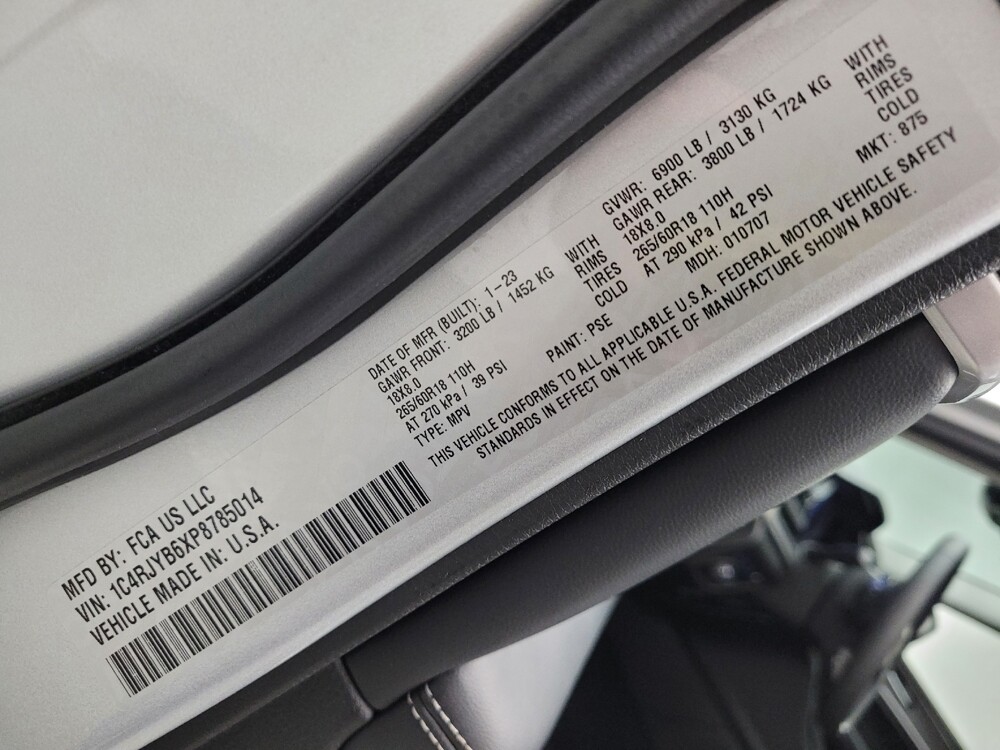 MFD BY: FCA US LLC
VIN: 1C4RJYB6XP8785014
VEHICLE MADE IN: U.S.A.
DATE OF MFR (BUILT): 1-23
GAWR FRONT: 3200 LB / 1452 KG WITH
18X8.0 RIMS
265/60R18 110H TIRES
AT 270 kPa / 39 PSI COLD
TYPE: MPV PAINT: PSE
GVWR: 6900 LB / 3130 KG
GAWR REAR: 3800 LB / 1724 KG WITH
18X8.0 RIMS
265/60R18 110H TIRES
AT 290 kPa / 42 PSI COLD
MDH: 010707 MKT: 875
THIS VEHICLE CONFORMS TO ALL APPLICABLE U.S.A. FEDERAL MOTOR VEHICLE SAFETY
STANDARDS IN EFFECT ON THE DATE OF MANUFACTURE SHOWN ABOVE.